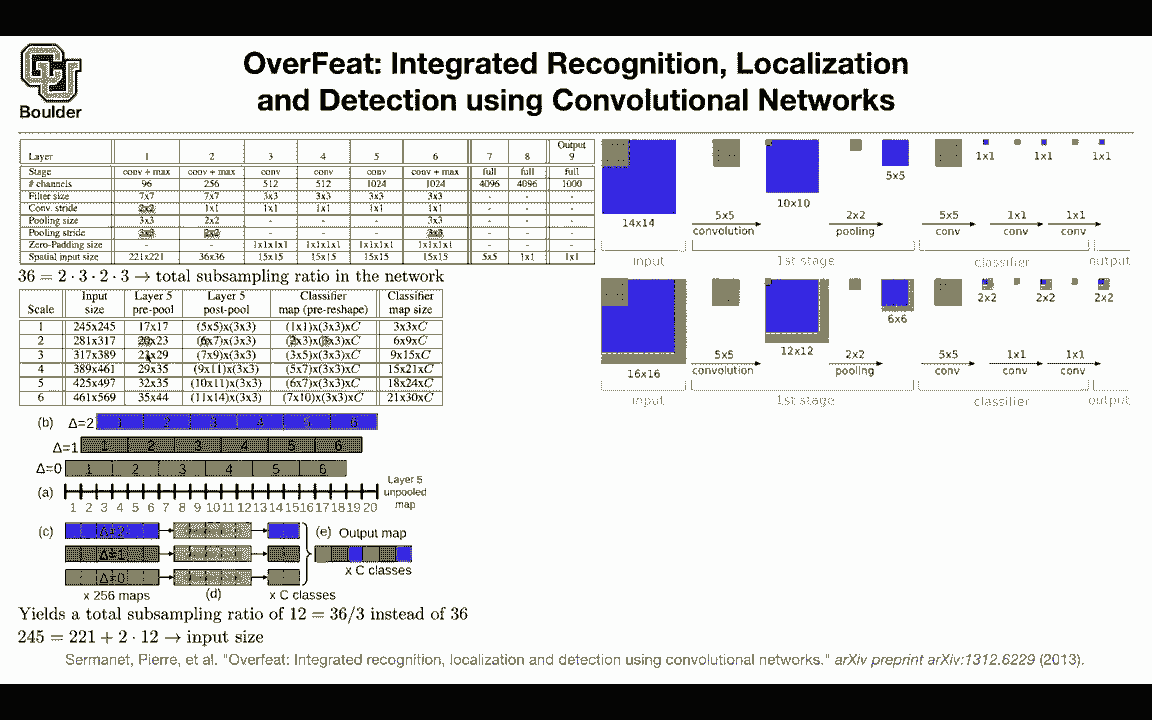 OverFeat: Integrated Recognition, Localization
and Detection using Convolutional Networks
Boulder
Layer 1 2 3 4 5 6 7 8 Output 9
Stage conv + max conv + max conv conv conv conv + max full full full
# channels 96 256 512 512 1024 1024 4096 4096 1000
Filter size 7x7 7x7 3x3 3x3 3x3 3x3 - - -
Conv. stride 2x2 1x1 1x1 1x1 1x1 1x1 - - -
Pooling size 3x3 2x2 - - - 3x3 - - -
Pooling stride 3x3 2x2 - - - 3x3 - - -
Zero-Padding size - - 1x1x1x1 1x1x1x1 1x1x1x1 1x1x1x1 - - -
Spatial input size 221x221 36x36 15x15 15x15 15x15 15x15 5x5 1x1 1x1
36 = 2 · 3 · 2 · 3 → total subsampling ratio in the network
Scale Input size Layer 5 pre-pool Layer 5 post-pool Classifier map (pre-reshape) Classifier map size
1 245x245 17x17 (5x5)x(3x3) (1x1)x(3x3)xC 3x3xC
2 281x317 20x23 (6x7)x(3x3) (2x3)x(3x3)xC 6x9xC
3 317x389 (7x9)x(3x3) (3x5)x(3x3)xC 9x15xC
4 389x461 29x35 (9x11)x(3x3) (5x7)x(3x3)xC 15x21xC
5 425x497 32x35 (10x11)x(3x3) (6x7)x(3x3)xC 18x24xC
6 461x569 35x44 (11x14)x(3x3) (7x10)x(3x3)xC 21x30xC
(b) Δ=2 1 2 3 4 5 6
Δ=1 1 2 3 4 5 6
Δ=0 1 2 3 4 5 6
(a) Layer 5 unpooled map
1 2 3 4 5 6 7 8 9 10 11 12 13 14 15 16 17 18 19 20
(c) Δ=2 (e) Output map
Δ=1
x C classes
Δ=0
x 256 maps (d) x C classes
Yields a total subsampling ratio of 12 = 36/3 instead of 36
245 = 221 + 2 · 12 → input size
14x14 10x10 5x5 1x1 1x1 1x1
5x5 convolution 2x2 pooling 5x5 conv 1x1 conv 1x1 conv
input 1st stage classifier output
16x16 12x12 6x6 2x2 2x2 2x2
5x5 convolution 2x2 pooling 5x5 conv 1x1 conv 1x1 conv
input 1st stage classifier output
Sermanet, Pierre, et al. "Overfeat: Integrated recognition, localization and detection using convolutional networks." arXiv preprint arXiv:1312.6229 (2013).